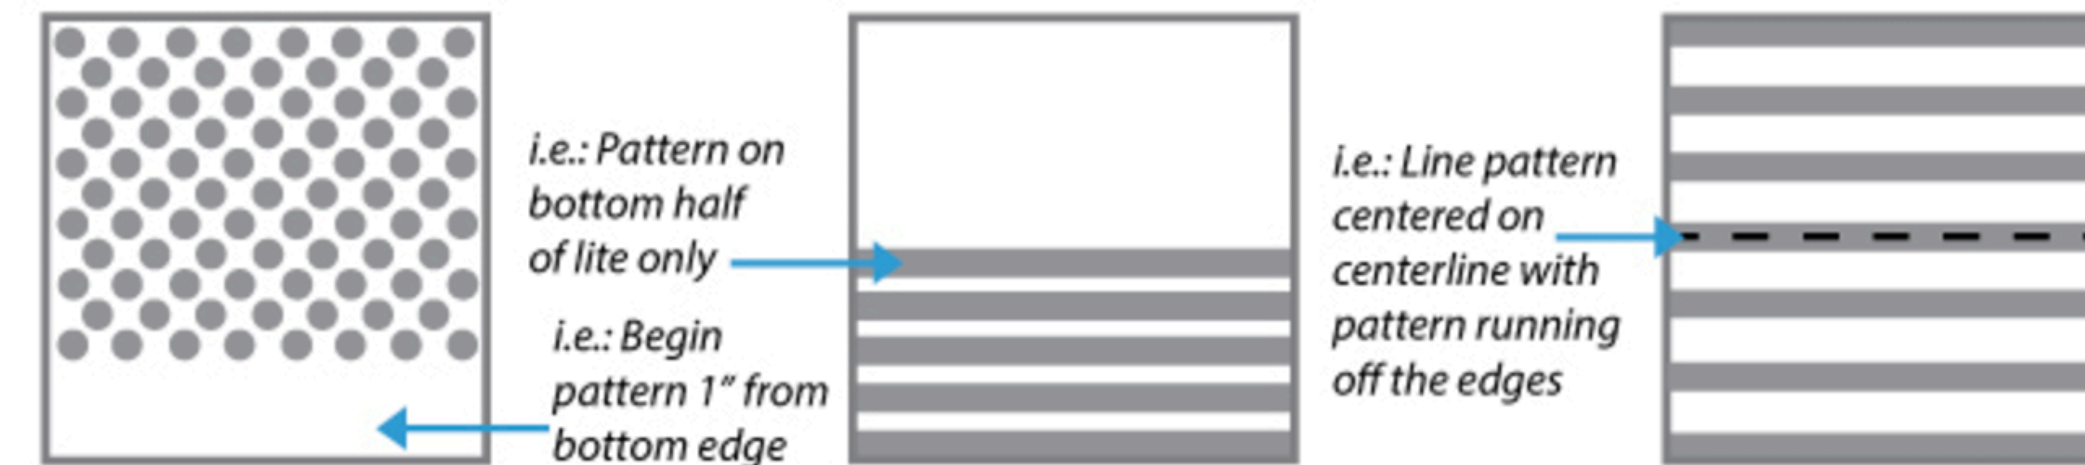 i.e.: Pattern on
bottom half
of lite only
i.e.: Begin
pattern 1” from
bottom edge
i.e.: Line pattern
centered on
centerline with
pattern running
off the edges